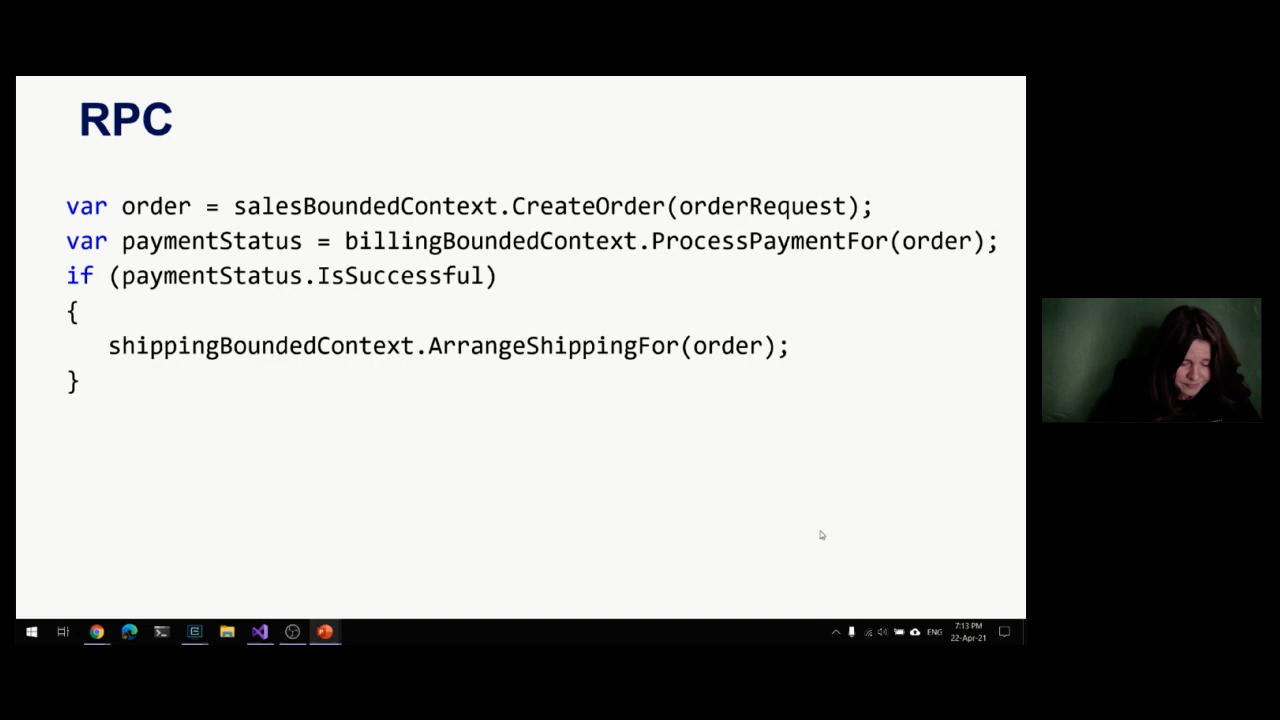 RPC
var order = salesBoundedContext.CreateOrder(orderRequest);
var paymentStatus = billingBoundedContext.ProcessPaymentFor(order);
if (paymentStatus.IsSuccessful)
{
shippingBoundedContext.ArrangeShippingFor(order);
}
ENG
7:13 PM
22-Apr-21